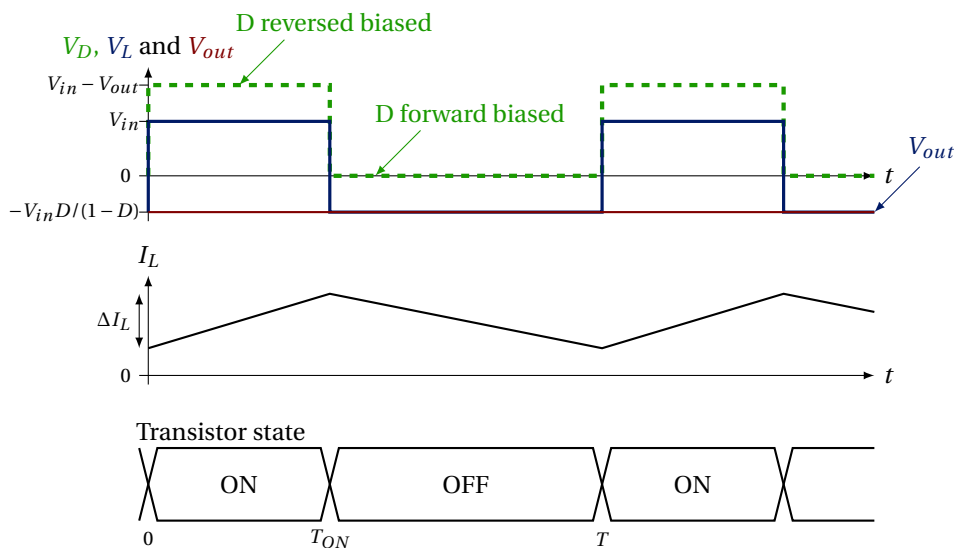 D reversed biased
V_D, V_L and V_out
V_in − V_out
V_in
D forward biased
V_out
0
t
−V_in D/(1 − D)
I_L
ΔI_L
0
t
Transistor state
ON
OFF
ON
0
T_ON
T